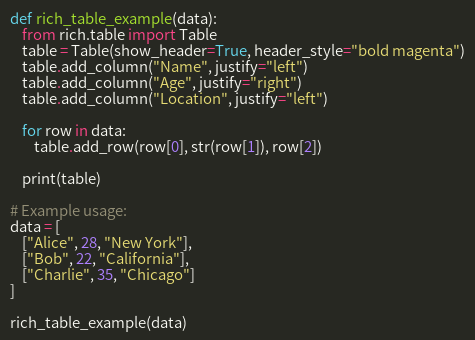 def rich_table_example(data):
    from rich.table import Table
    table = Table(show_header=True, header_style="bold magenta")
    table.add_column("Name", justify="left")
    table.add_column("Age", justify="right")
    table.add_column("Location", justify="left")

    for row in data:
        table.add_row(row[0], str(row[1]), row[2])

    print(table)

# Example usage:
data = [
    ["Alice", 28, "New York"],
    ["Bob", 22, "California"],
    ["Charlie", 35, "Chicago"]
]

rich_table_example(data)